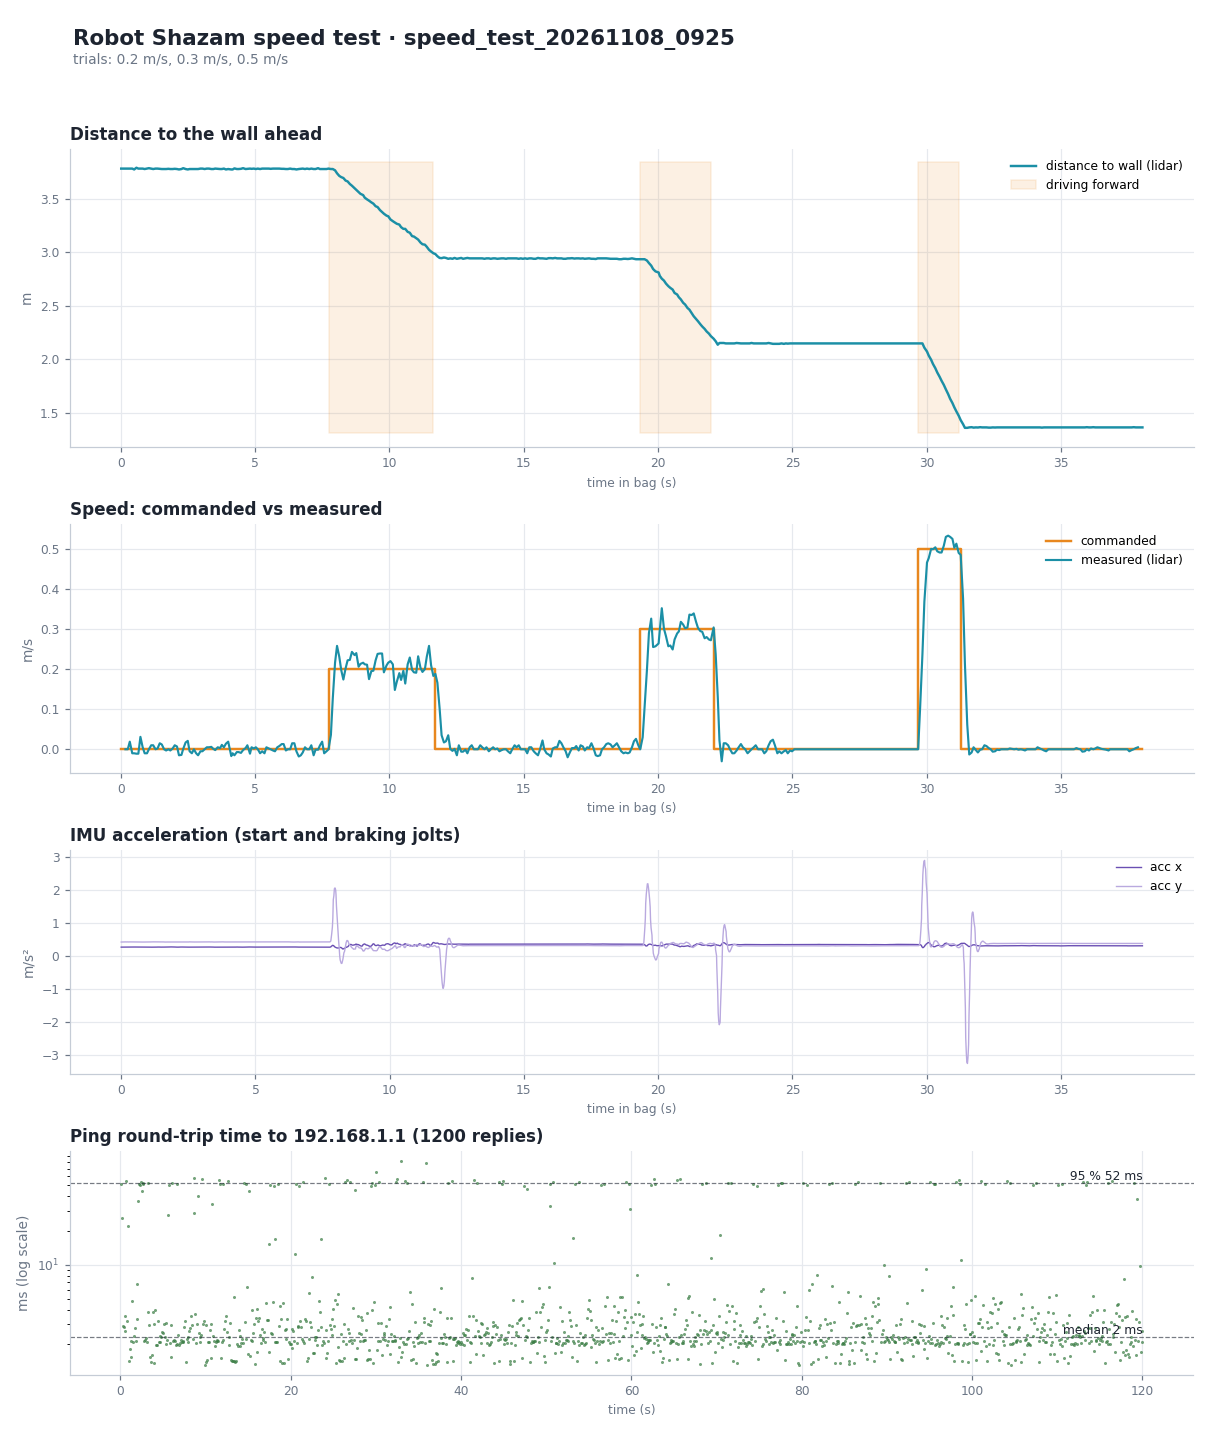 Robot Shazam speed test · speed_test_20261108_0925
trials: 0.2 m/s, 0.3 m/s, 0.5 m/s
Distance to the wall ahead
distance to wall (lidar)
driving forward
3.5
3.0
2.5
2.0
1.5
m
0 5 10 15 20 25 30 35
time in bag (s)
Speed: commanded vs measured
commanded
measured (lidar)
0.5
0.4
0.3
0.2
0.1
0.0
m/s
0 5 10 15 20 25 30 35
time in bag (s)
IMU acceleration (start and braking jolts)
acc x
acc y
3
2
1
0
−1
−2
−3
m/s²
0 5 10 15 20 25 30 35
time in bag (s)
Ping round-trip time to 192.168.1.1 (1200 replies)
95 % 52 ms
10¹
ms (log scale)
median 2 ms
0 20 40 60 80 100 120
time (s)